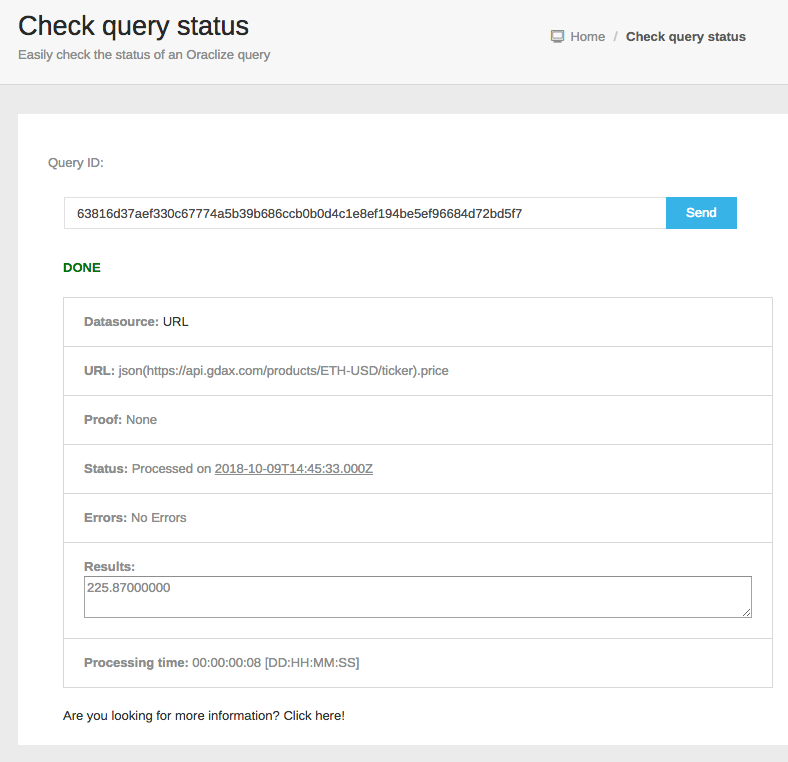 Check query status
Easily check the status of an Oraclize query
Home / Check query status
Query ID:
63816d37aef330c67774a5b39b686ccb0b0d4c1e8ef194be5ef96684d72bd5f7
Send
DONE
Datasource: URL
URL: json(https://api.gdax.com/products/ETH-USD/ticker).price
Proof: None
Status: Processed on 2018-10-09T14:45:33.000Z
Errors: No Errors
Results:
225.87000000
Processing time: 00:00:00:08 [DD:HH:MM:SS]
Are you looking for more information? Click here!